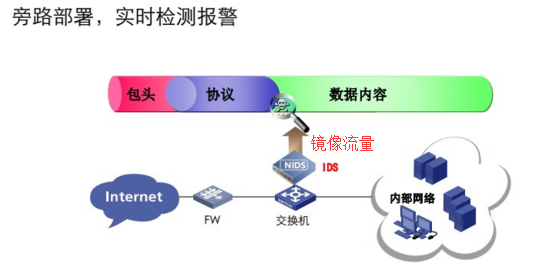 旁路部署，实时检测报警
包头
协议
数据内容
镜像流量
NIDS
IDS
Internet
FW
交换机
内部网络